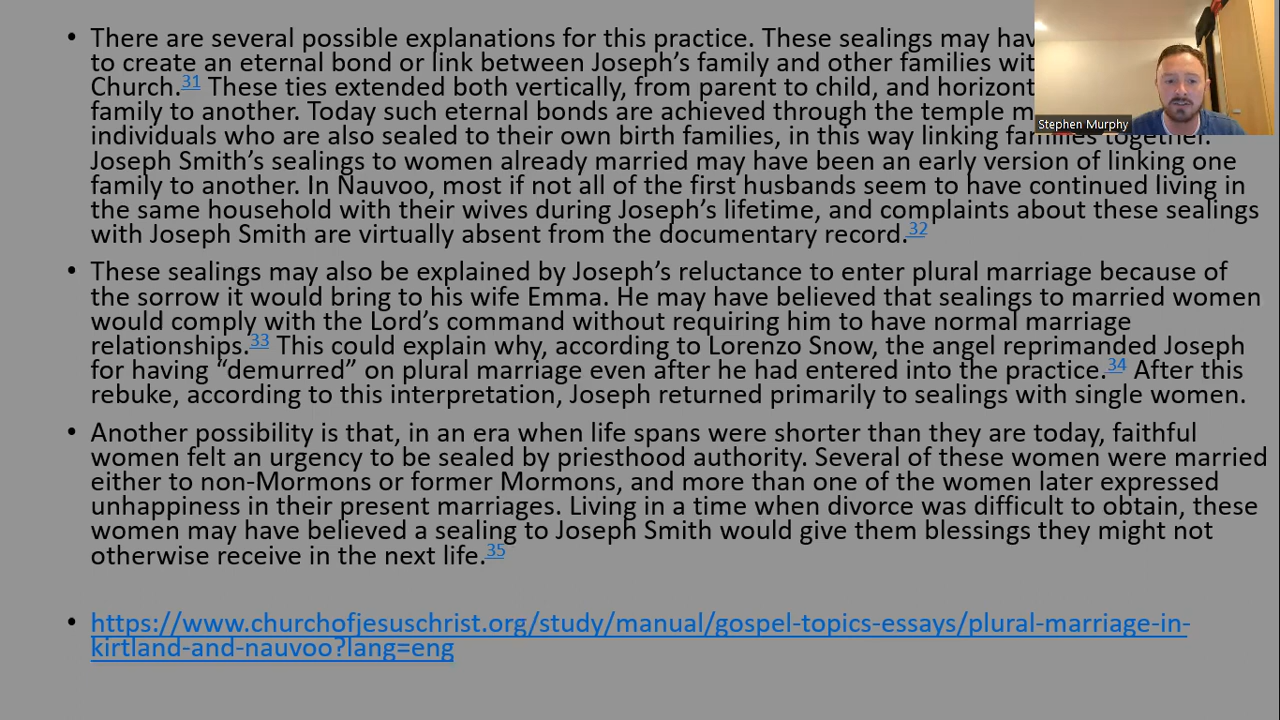 There are several possible explanations for this practice. These sealings may
to create an eternal bond or link between Joseph's family and other families
Church.31 These ties extended both vertically, from parent to child, and
family to another. Today such eternal bonds are achieved through the temple
Stephen Murphy
individuals who are also sealed to their own birth families, in this way linking families together.
Joseph Smith's sealings to women already married may have been an early version of linking one
family to another. In Nauvoo, most if not all of the first husbands seem to have continued living in
the same household with their wives during Joseph's lifetime, and complaints about these sealings
with Joseph Smith are virtually absent from the documentary record.32
These sealings may also be explained by Joseph's reluctance to enter plural marriage because of
the sorrow it would bring to his wife Emma. He may have believed that sealings to married women
would comply with the Lord's command without requiring him to have normal marriage
relationships.33 This could explain why, according to Lorenzo Snow, the angel reprimanded Joseph
for having "demurred" on plural marriage even after he had entered into the practice.34 After this
rebuke, according to this interpretation, Joseph returned primarily to sealings with single women.
Another possibility is that, in an era when life spans were shorter than they are today, faithful
women felt an urgency to be sealed by priesthood authority. Several of these women were married
either to non-Mormons or former Mormons, and more than one of the women later expressed
unhappiness in their present marriages. Living in a time when divorce was difficult to obtain, these
women may have believed a sealing to Joseph Smith would give them blessings they might not
otherwise receive in the next life.35
https://www.churchofjesuschrist.org/study/manual/gospel-topics-essays/plural-marriage-in-
kirtland-and-nauvoo?lang=eng